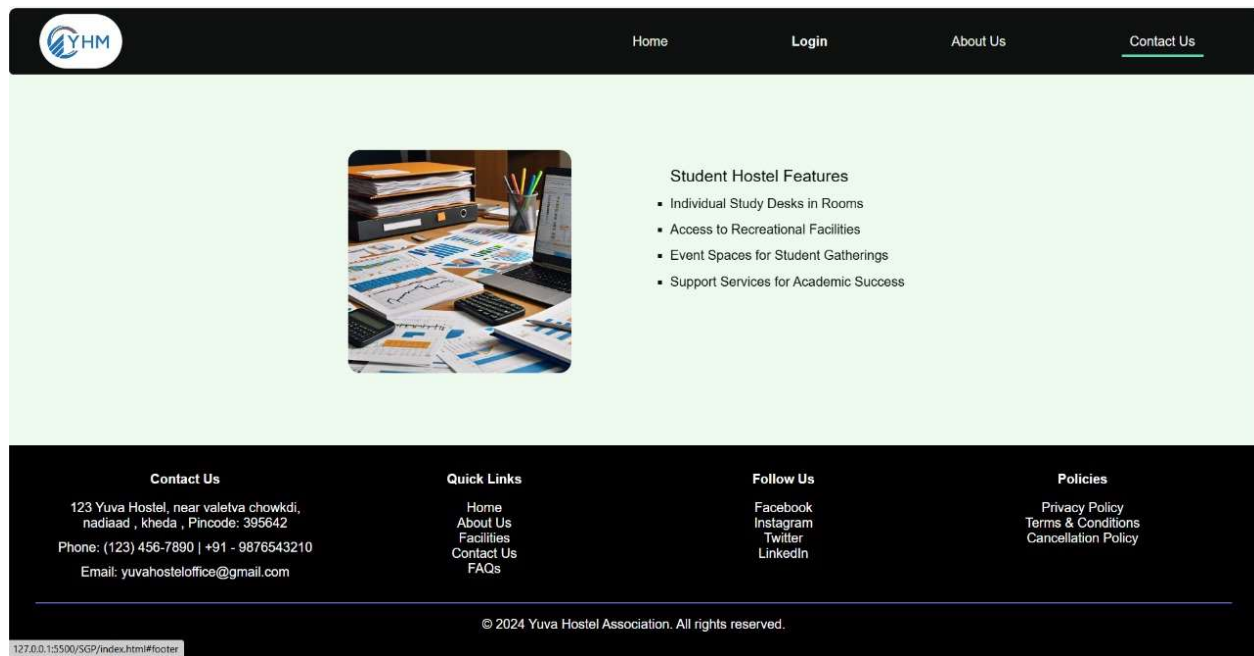 YHM
Home
Login
About Us
Contact Us
Student Hostel Features
Individual Study Desks in Rooms
Access to Recreational Facilities
Event Spaces for Student Gatherings
Support Services for Academic Success
Contact Us
123 Yuva Hostel, near valetva chowkdi,
nadiaad , kheda , Pincode: 395642
Phone: (123) 456-7890 | +91 - 9876543210
Email: yuvahosteloffice@gmail.com
Quick Links
Home
About Us
Facilities
Contact Us
FAQs
Follow Us
Facebook
Instagram
Twitter
LinkedIn
Policies
Privacy Policy
Terms & Conditions
Cancellation Policy
© 2024 Yuva Hostel Association. All rights reserved.
127.0.0.1:5500/SGP/index.html#footer